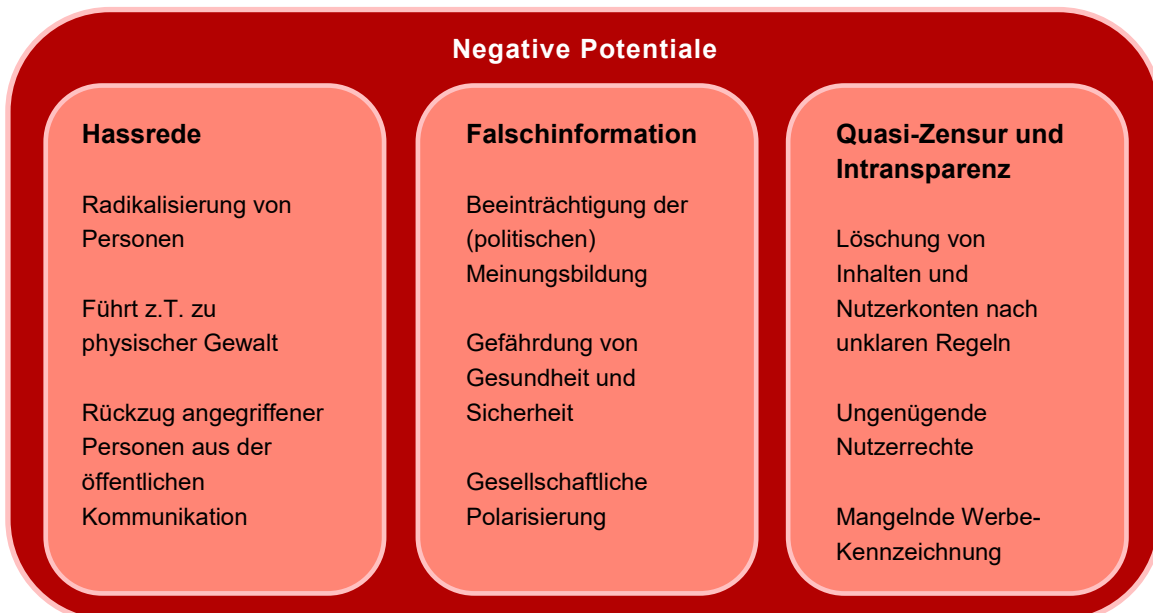 Negative Potentiale
Hassrede
Radikalisierung von
Personen
Führt z.T. zu
physischer Gewalt
Rückzug angegriffener
Personen aus der
öffentlichen
Kommunikation
Falschinformation
Beeinträchtigung der
(politischen)
Meinungsbildung
Gefährdung von
Gesundheit und
Sicherheit
Gesellschaftliche
Polarisierung
Quasi-Zensur und
Intransparenz
Löschung von
Inhalten und
Nutzerkonten nach
unklaren Regeln
Ungenügende
Nutzerrechte
Mangelnde Werbe-
Kennzeichnung